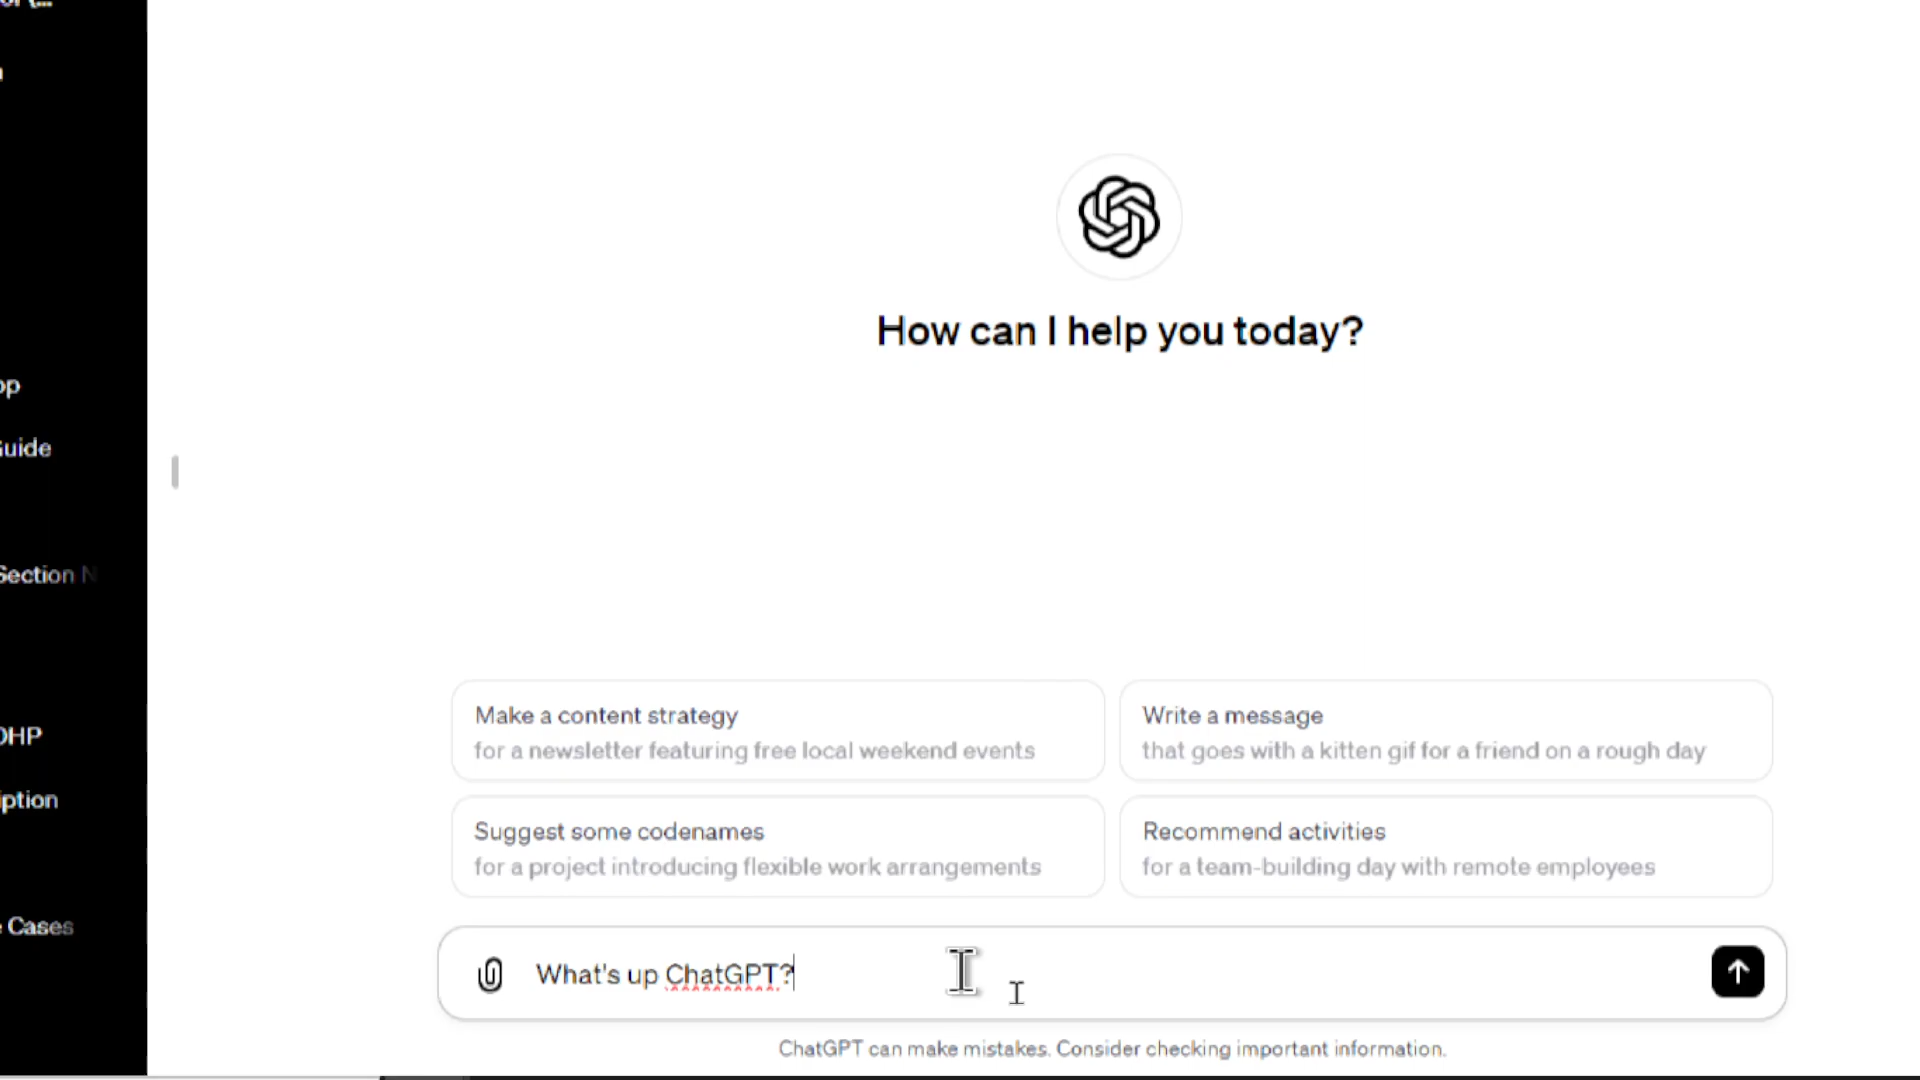 Guide
Section
OHP
Cases
How can I help you today?
Make a content strategy
for a newsletter featuring free local weekend events
Write a message
that goes with a kitten gif for a friend on a rough day
Suggest some codenames
for a project introducing flexible work arrangements
Recommend activities
for a team-building day with remote employees
What's up ChatGPT?
ChatGPT can make mistakes. Consider checking important information.